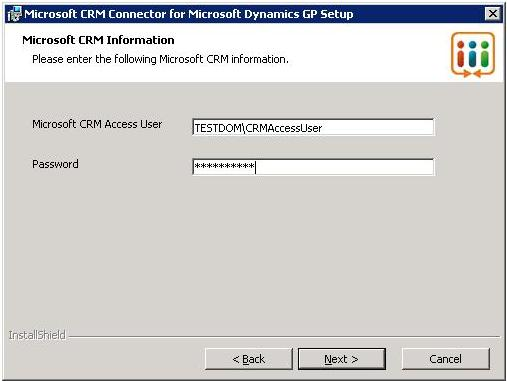 Microsoft CRM Connector for Microsoft Dynamics GP Setup
Microsoft CRM Information
Please enter the following Microsoft CRM information.
Microsoft CRM Access User
TESTDOM\CRMAccessUser
Password
**********
InstallShield
< Back
Next >
Cancel